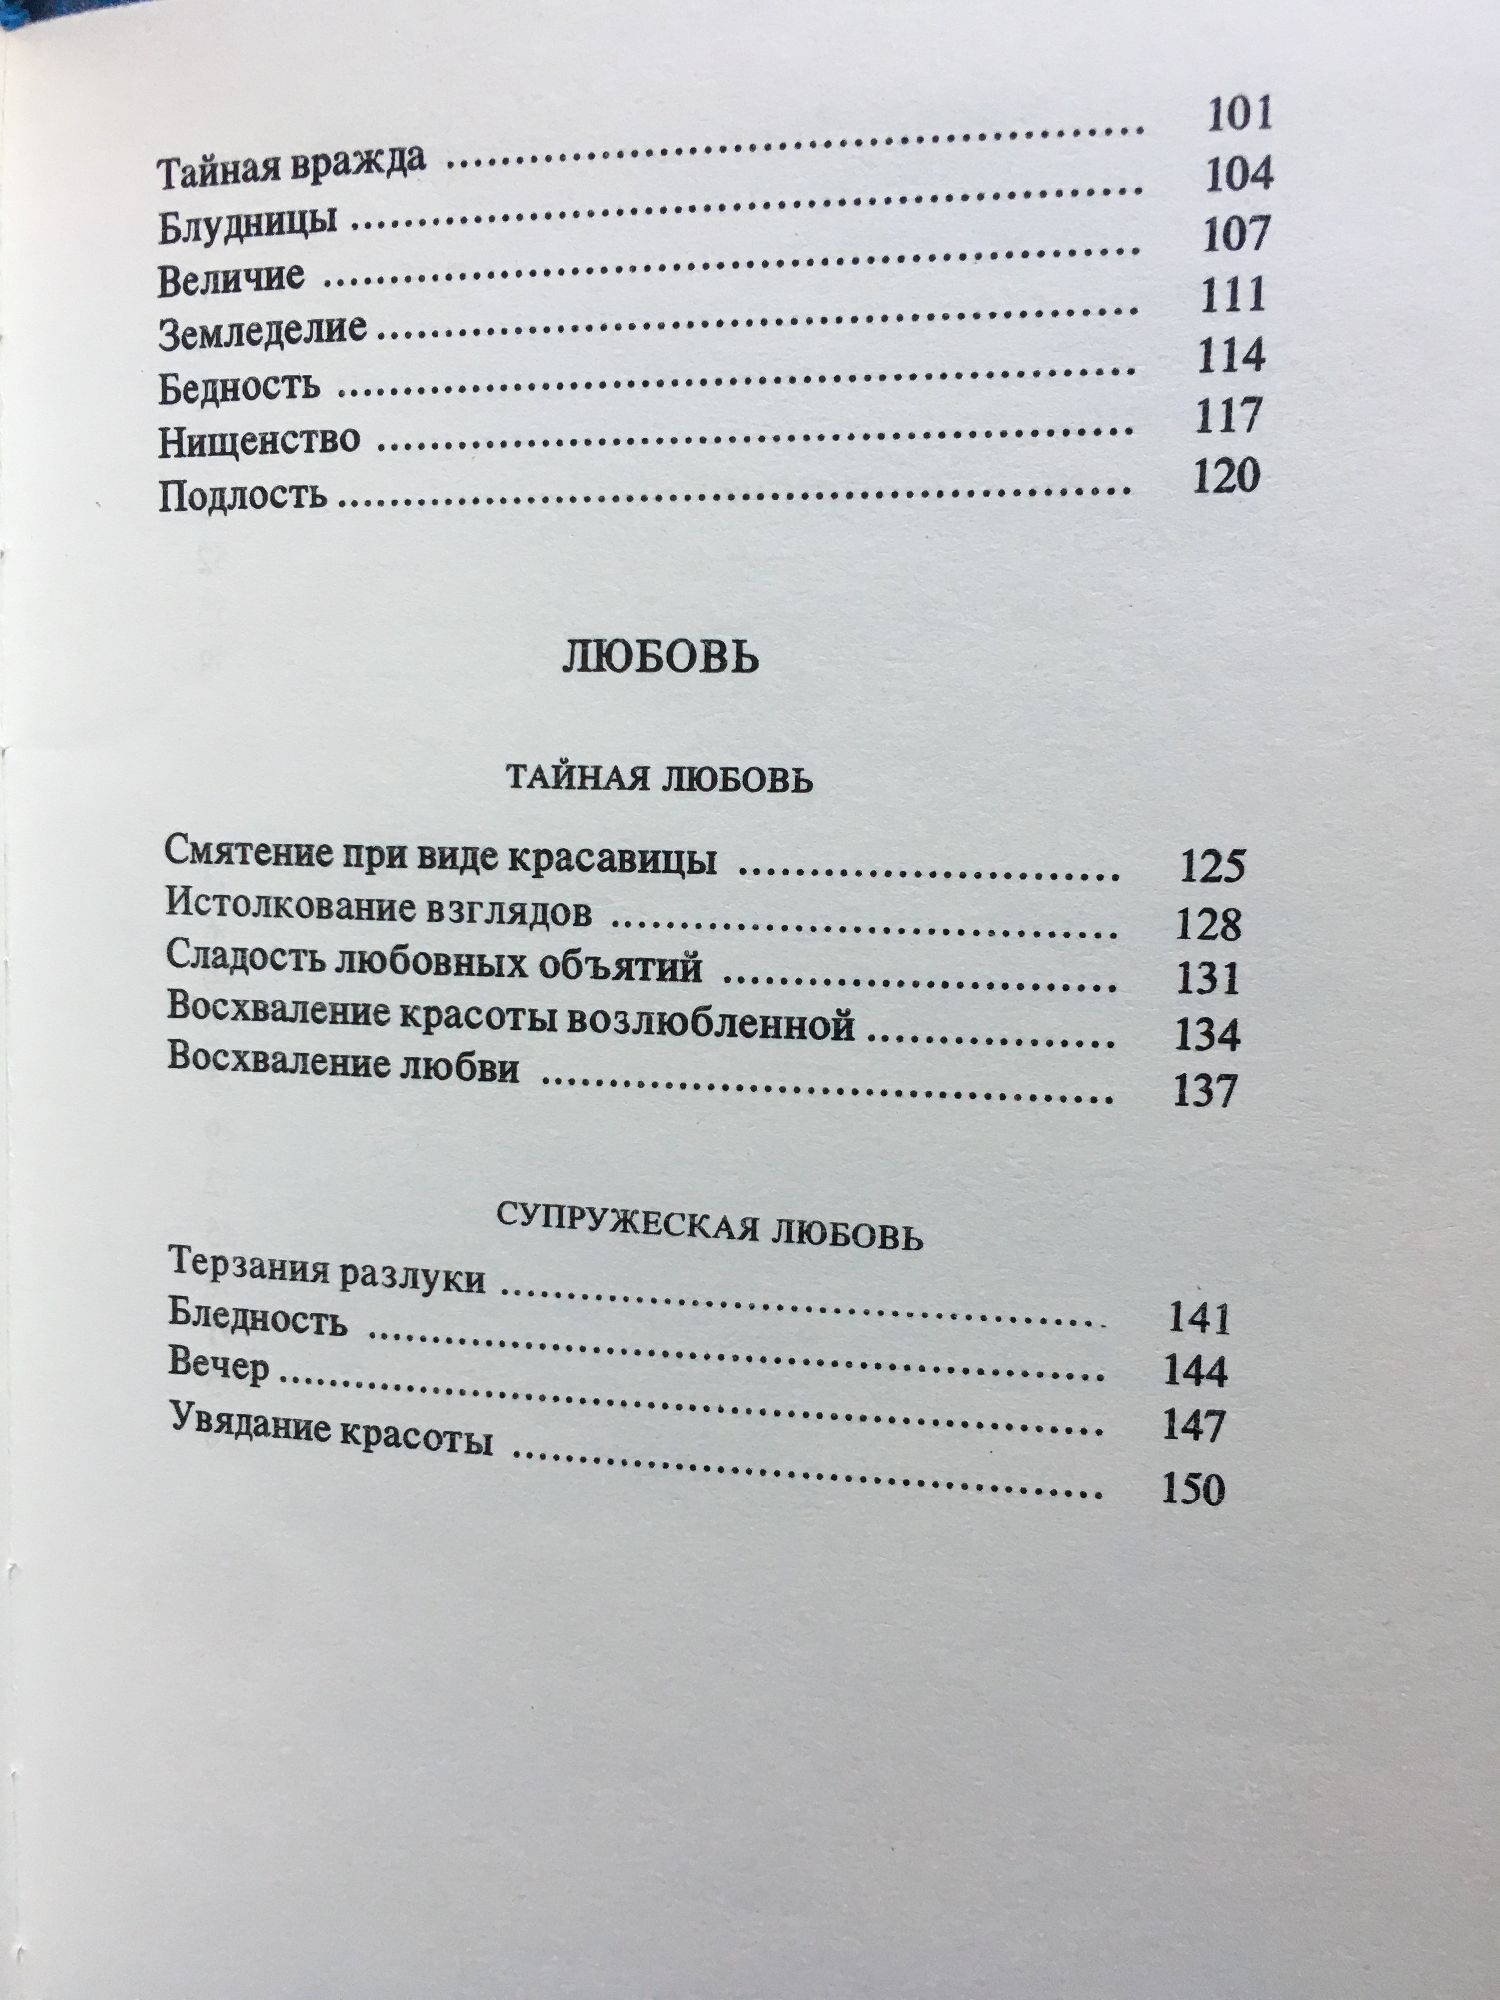 Тайная вражда ........ 101
Блудницы ........ 104
Величие ........ 107
Земледелие ........ 111
Бедность ........ 114
Нищенство ........ 117
Подлость ........ 120
ЛЮБОВЬ
ТАЙНАЯ ЛЮБОВЬ
Смятение при виде красавицы ........ 125
Истолкование взглядов ........ 128
Сладость любовных объятий ........ 131
Восхваление красоты возлюбленной ........ 134
Восхваление любви ........ 137
СУПРУЖЕСКАЯ ЛЮБОВЬ
Терзания разлуки ........ 141
Бледность ........ 144
Вечер ........ 147
Увядание красоты ........ 150